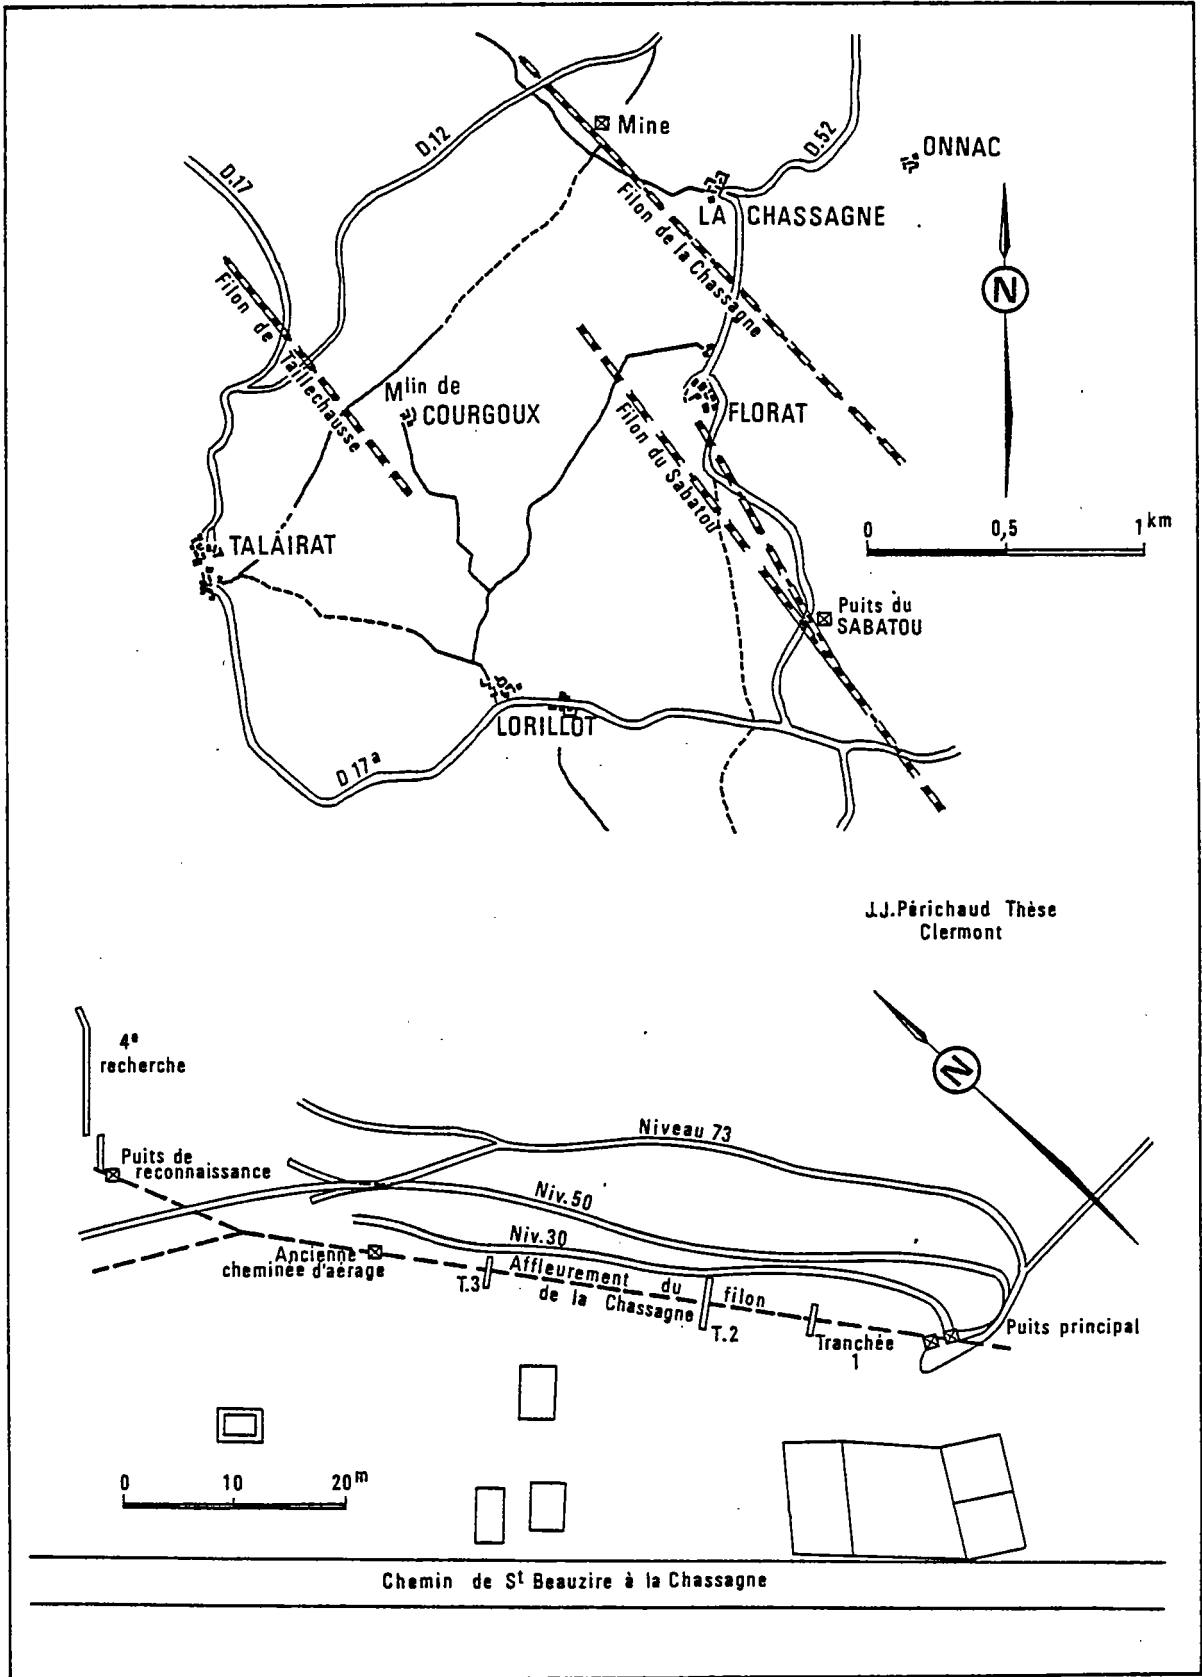 D.17
D.12
Mine
D.52
ONNAC
LA CHASSAGNE
Filon de la Chassagne
N
Filon de Taillechausse
Mlin de
COURGOUX
Filon du Sabatou
FLORAT
0 0,5 1 km
TALAIRAT
Puits du
SABATOU
LORILLOT
D 17a
J.J.Périchaud Thèse
Clermont
4e
recherche
N
Niveau 73
Puits de
reconnaissance
Niv.50
Niv.30
Ancienne
cheminée d'aérage
T.3
Affleurement du filon
de la Chassagne
T.2
Tranchée
1
Puits principal
0 10 20 m
Chemin de St Beauzire à la Chassagne